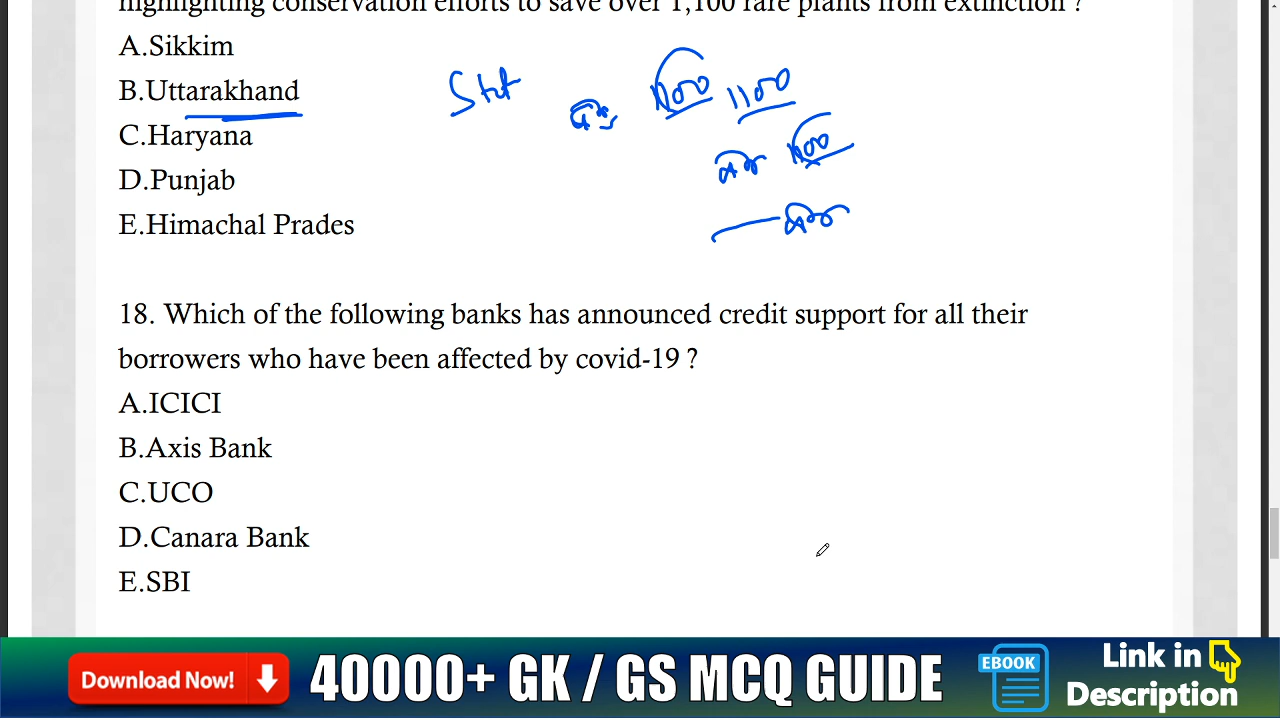 highlighting conservation efforts to save over 1,100 rare plants from extinction ?
A.Sikkim
B.Uttarakhand
C.Haryana
D.Punjab
E.Himachal Prades
1100
18. Which of the following banks has announced credit support for all their
borrowers who have been affected by covid-19 ?
A.ICICI
B.Axis Bank
C.UCO
D.Canara Bank
E.SBI
Download Now!
40000+ GK / GS MCQ GUIDE
EBOOK
Link in
Description